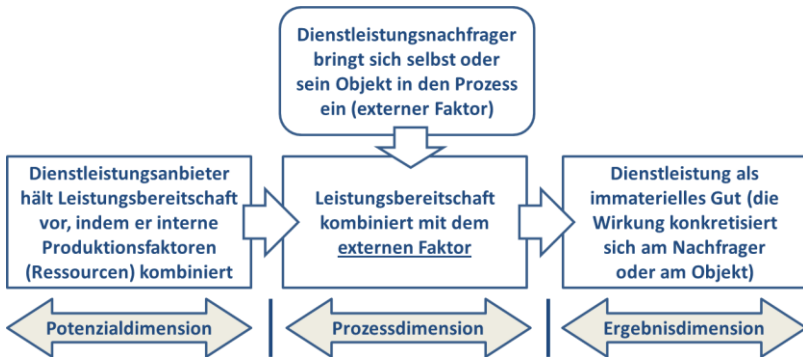 Dienstleistungsnachfrager
bringt sich selbst oder
sein Objekt in den Prozess
ein (externer Faktor)
Dienstleistungsanbieter
hält Leistungsbereitschaft
vor, indem er interne
Produktionsfaktoren
(Ressourcen) kombiniert
Leistungsbereitschaft
kombiniert mit dem
externen Faktor
Dienstleistung als
immaterielles Gut (die
Wirkung konkretisiert
sich am Nachfrager
oder am Objekt)
Potenzialdimension
Prozessdimension
Ergebnisdimension